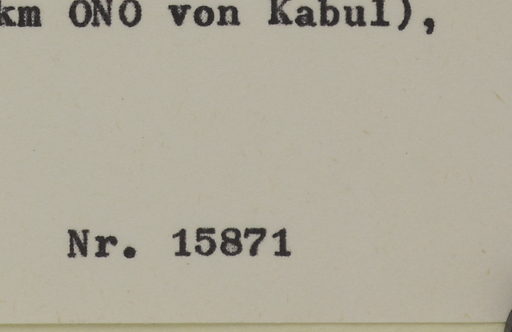 km ONO von Kabul),
Nr. 15871